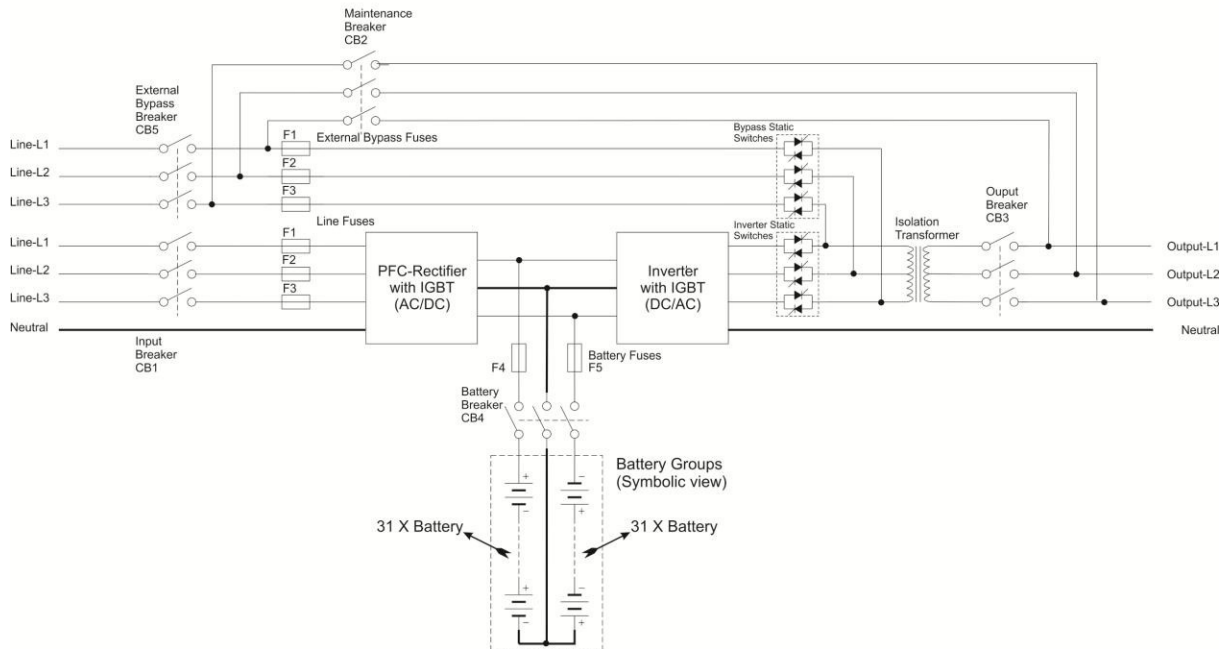 Maintenance
Breaker
CB2
External
Bypass
Breaker
CB5
F1
External Bypass Fuses
Bypass Static
Switches
Line-L1
F2
Line-L2
F3
Line-L3
Line Fuses
Inverter Static
Switches
Isolation
Transformer
Ouput
Breaker
CB3
Line-L1
F1
Output-L1
PFC-Rectifier
with IGBT
(AC/DC)
Inverter
with IGBT
(DC/AC)
Line-L2
F2
Output-L2
Line-L3
F3
Output-L3
Neutral
Neutral
Input
Breaker
CB1
F4
Battery Fuses
F5
Battery
Breaker
CB4
Battery Groups
(Symbolic view)
+
−
−
+
31 X Battery
31 X Battery
+
−
−
+